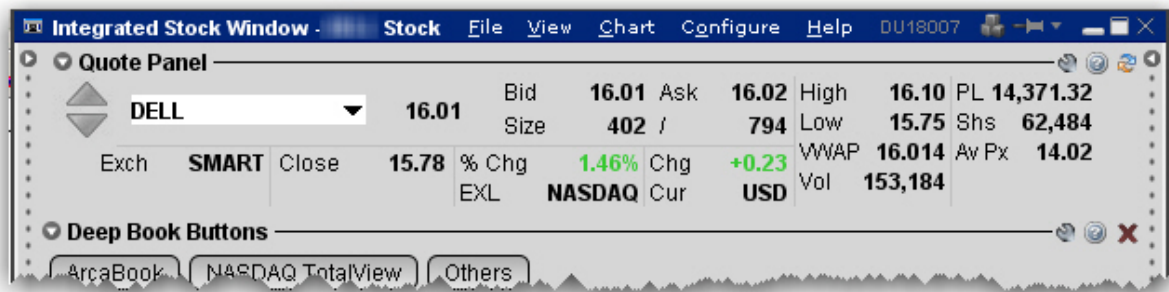 Integrated Stock Window - Stock File View Chart Configure Help DU18007
Quote Panel
DELL 16.01 Bid 16.01 Ask 16.02 High 16.10 PL 14,371.32
Size 402 / 794 Low 15.75 Shs 62,484
Exch SMART Close 15.78 % Chg 1.46% Chg +0.23 VWAP 16.014 Av Px 14.02
EXL NASDAQ Cur USD Vol 153,184
Deep Book Buttons
ArcaBook NASDAQ TotalView Others